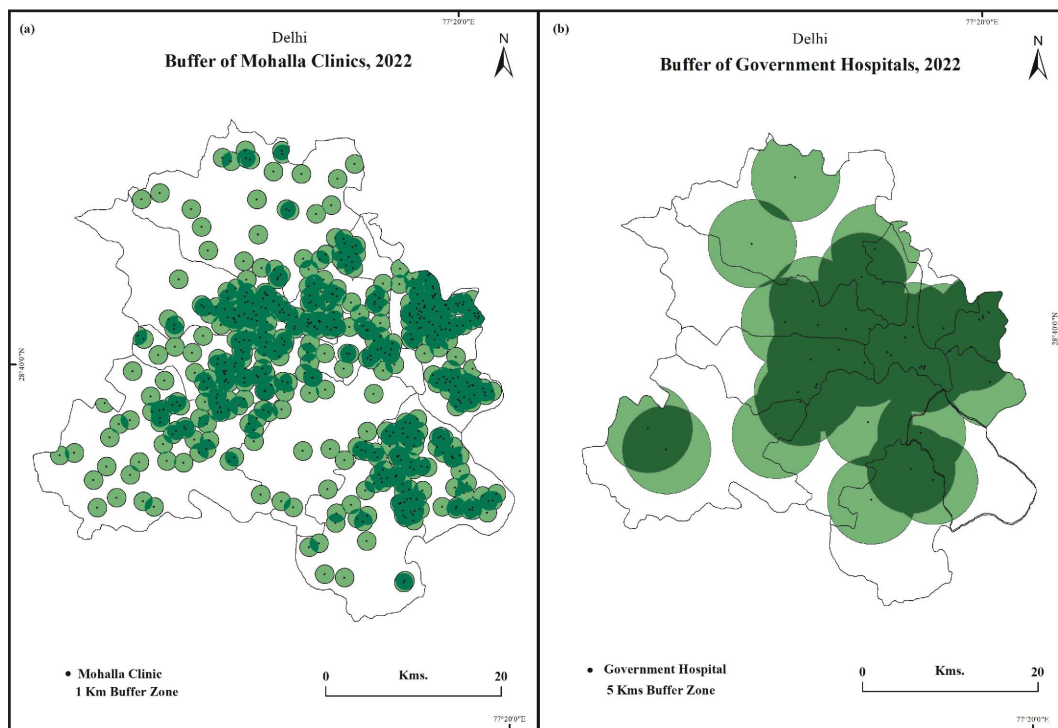 77°20'0"E
(a)
Delhi
Buffer of Mohalla Clinics, 2022
N
28°40'0"N
Mohalla Clinic
1 Km Buffer Zone
0 Kms. 20
77°20'0"E
77°20'0"E
(b)
Delhi
Buffer of Government Hospitals, 2022
N
28°40'0"N
Government Hospital
5 Kms Buffer Zone
0 Kms. 20
77°20'0"E